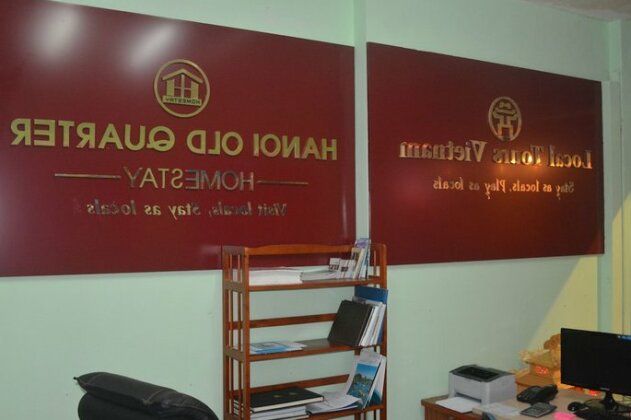 HOMESTAY
HANOI OLD QUARTER
HOMESTAY
Visit locals, Stay as locals
Local Tours Vietnam
Stay as locals, Play as locals